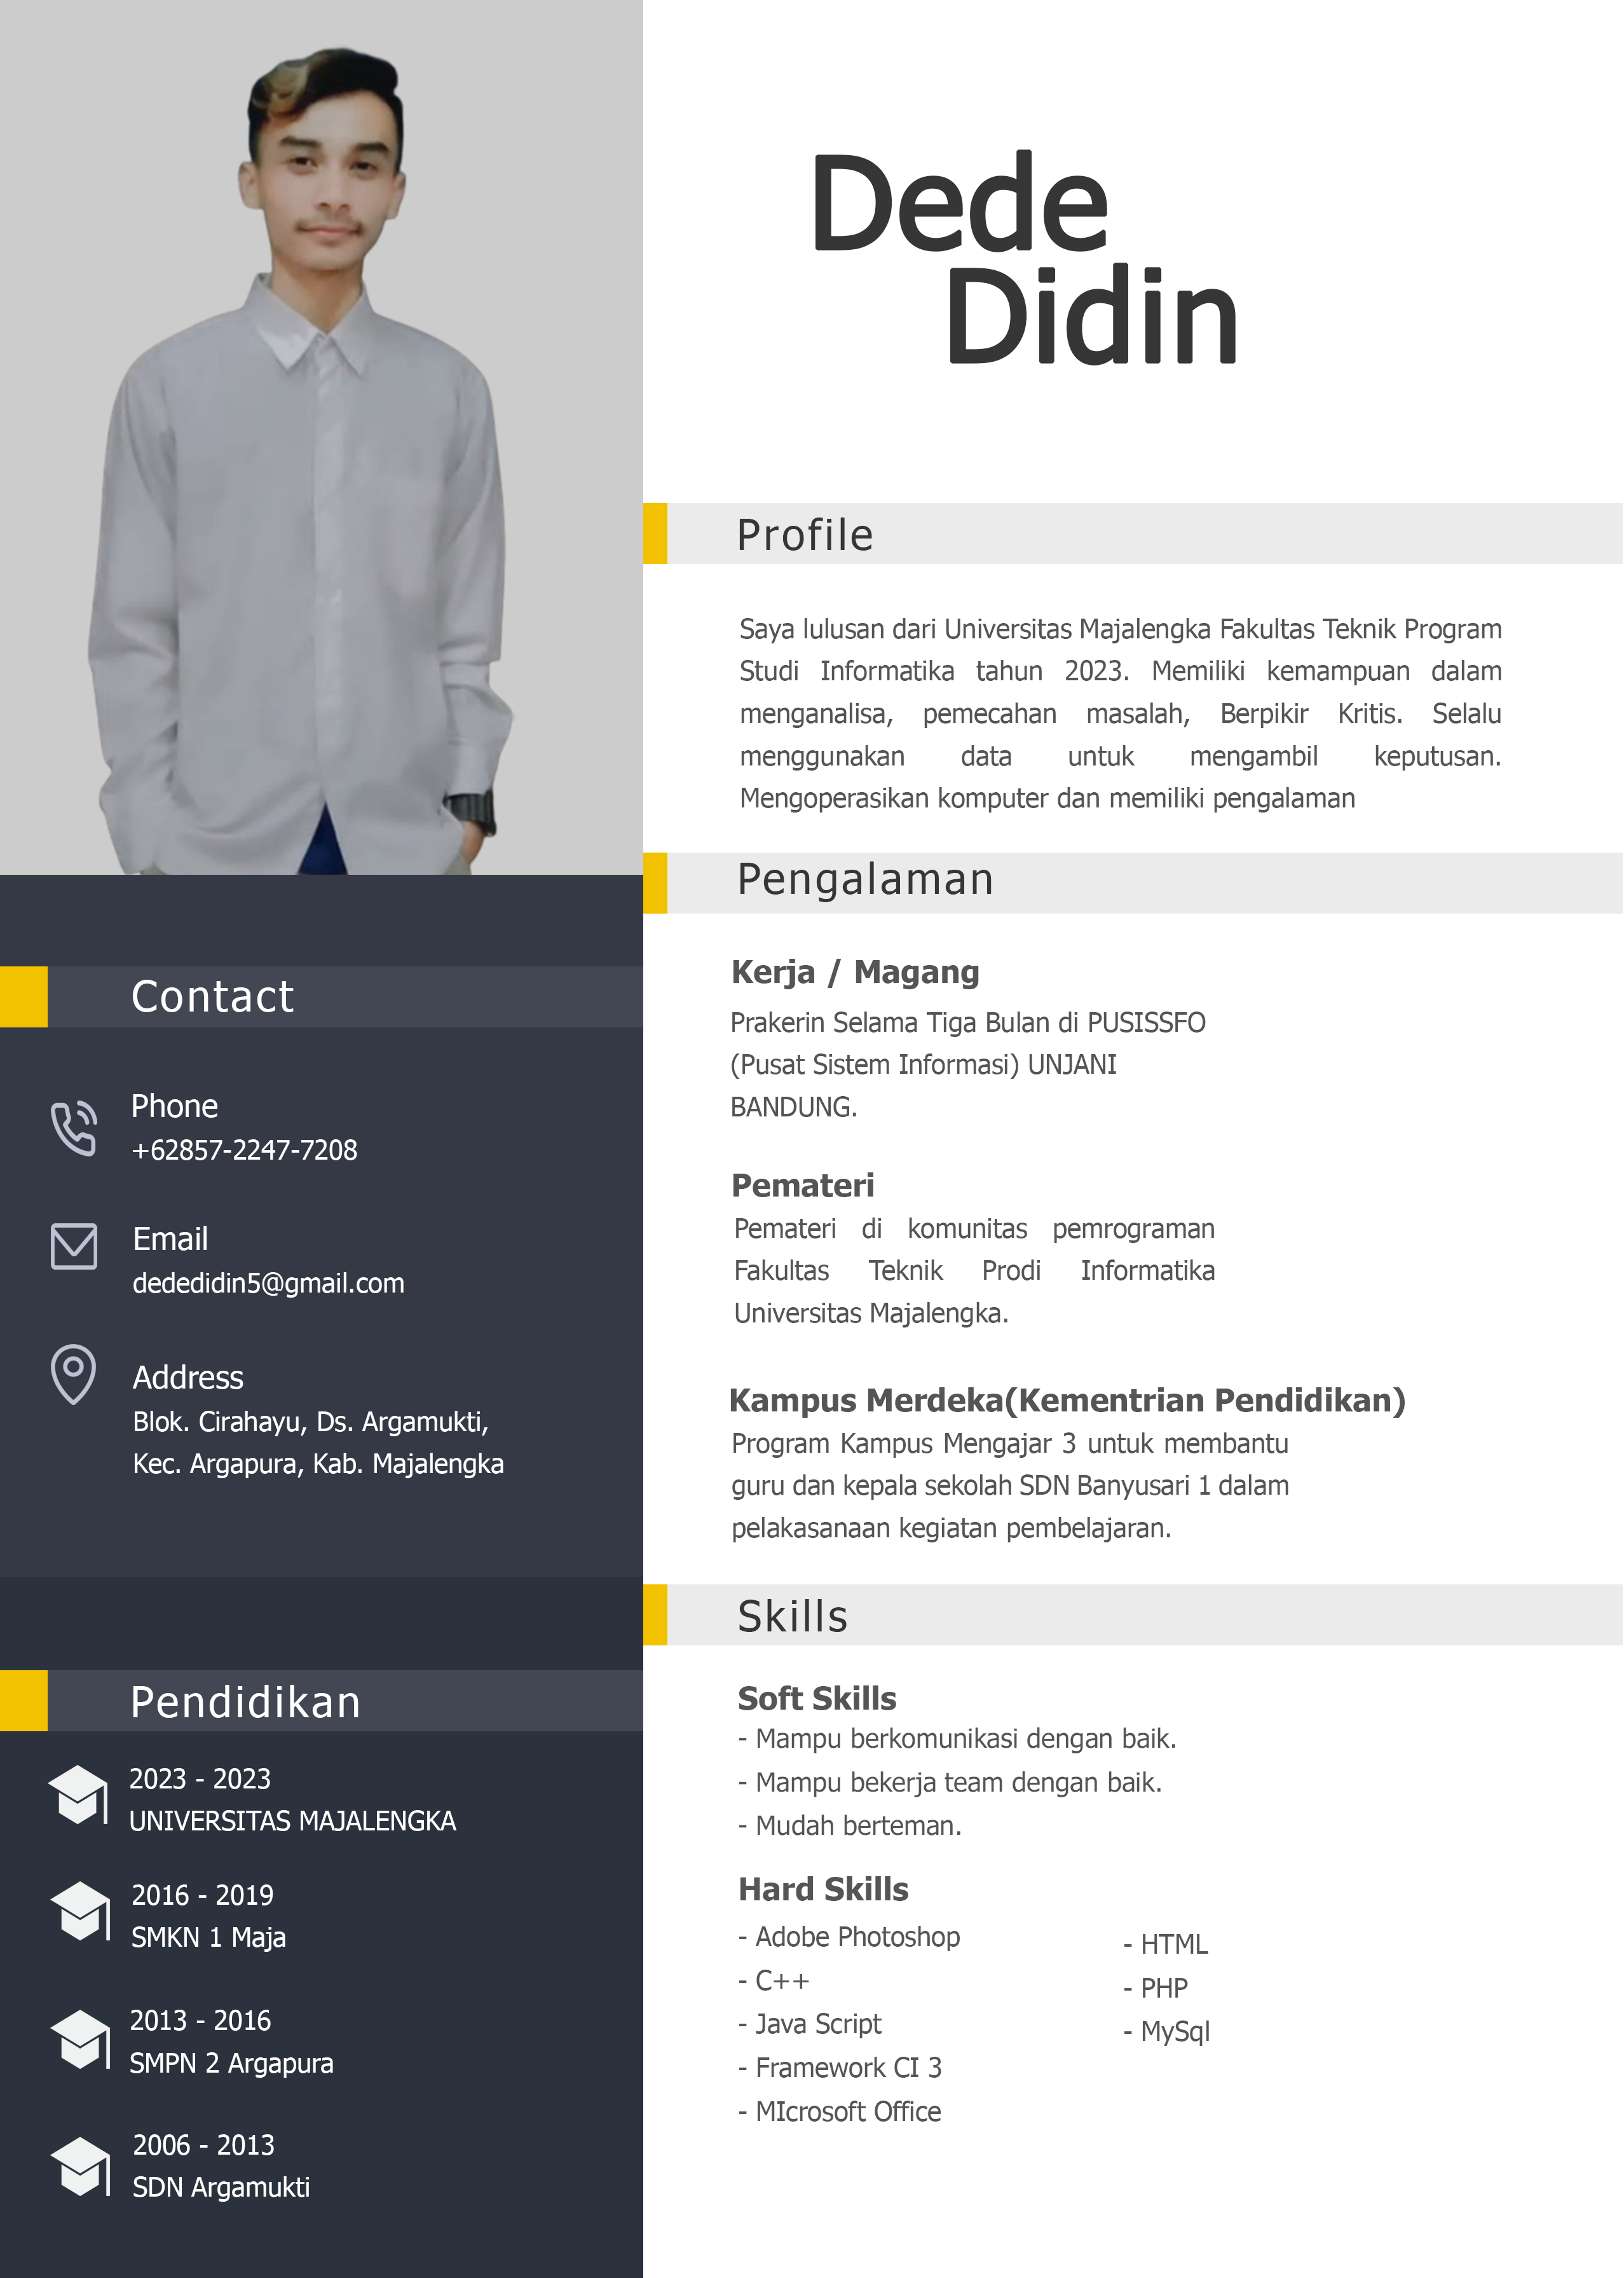 Dede
Didin
Profile
Saya lulusan dari Universitas Majalengka Fakultas Teknik Program
Studi Informatika tahun 2023. Memiliki kemampuan dalam
menganalisa, pemecahan masalah, Berpikir Kritis. Selalu
menggunakan data untuk mengambil keputusan.
Mengoperasikan komputer dan memiliki pengalaman
Pengalaman
Kerja / Magang
Prakerin Selama Tiga Bulan di PUSISSFO
(Pusat Sistem Informasi) UNJANI
BANDUNG.
Pemateri
Pemateri di komunitas pemrograman
Fakultas Teknik Prodi Informatika
Universitas Majalengka.
Kampus Merdeka(Kementrian Pendidikan)
Program Kampus Mengajar 3 untuk membantu
guru dan kepala sekolah SDN Banyusari 1 dalam
pelakasanaan kegiatan pembelajaran.
Skills
Soft Skills
- Mampu berkomunikasi dengan baik.
- Mampu bekerja team dengan baik.
- Mudah berteman.
Hard Skills
- Adobe Photoshop
- C++
- Java Script
- Framework CI 3
- MIcrosoft Office
- HTML
- PHP
- MySql
Contact
Phone
+62857-2247-7208
Email
dededidin5@gmail.com
Address
Blok. Cirahayu, Ds. Argamukti,
Kec. Argapura, Kab. Majalengka
Pendidikan
2023 - 2023
UNIVERSITAS MAJALENGKA
2016 - 2019
SMKN 1 Maja
2013 - 2016
SMPN 2 Argapura
2006 - 2013
SDN Argamukti